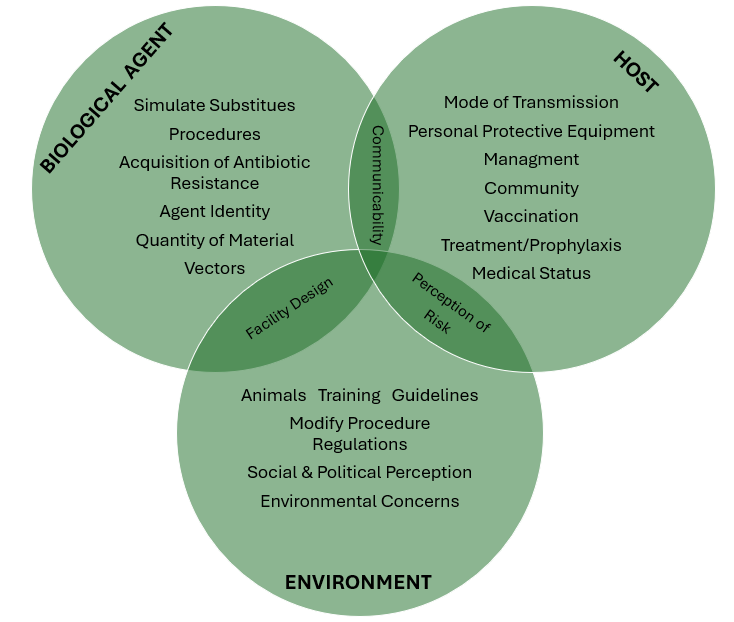 BIOLOGICAL AGENT
Simulate Substitues
Procedures
Acquisition of Antibiotic
Resistance
Agent Identity
Quantity of Material
Vectors
HOST
Mode of Transmission
Personal Protective Equipment
Managment
Community
Vaccination
Treatment/Prophylaxis
Medical Status
Communicability
Facility Design
Perception of
Risk
Animals Training Guidelines
Modify Procedure
Regulations
Social & Political Perception
Environmental Concerns
ENVIRONMENT